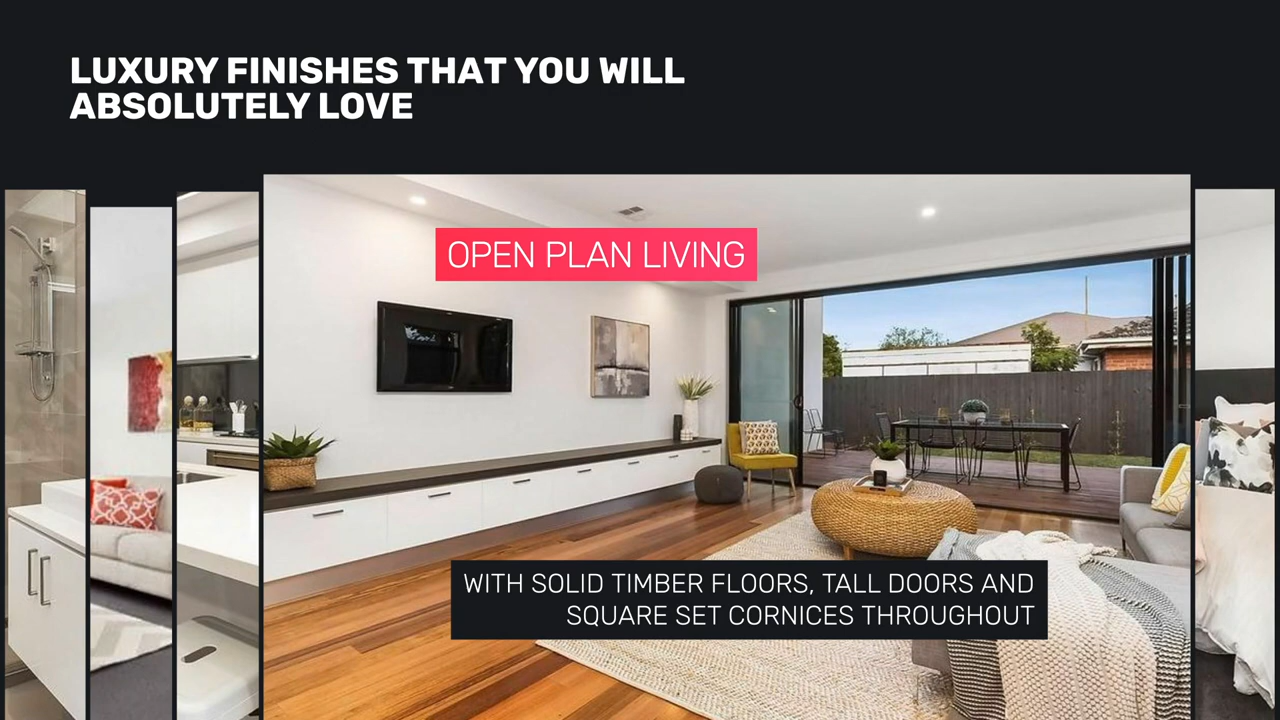 LUXURY FINISHES THAT YOU WILL
ABSOLUTELY LOVE
OPEN PLAN LIVING
WITH SOLID TIMBER FLOORS, TALL DOORS AND
SQUARE SET CORNICES THROUGHOUT